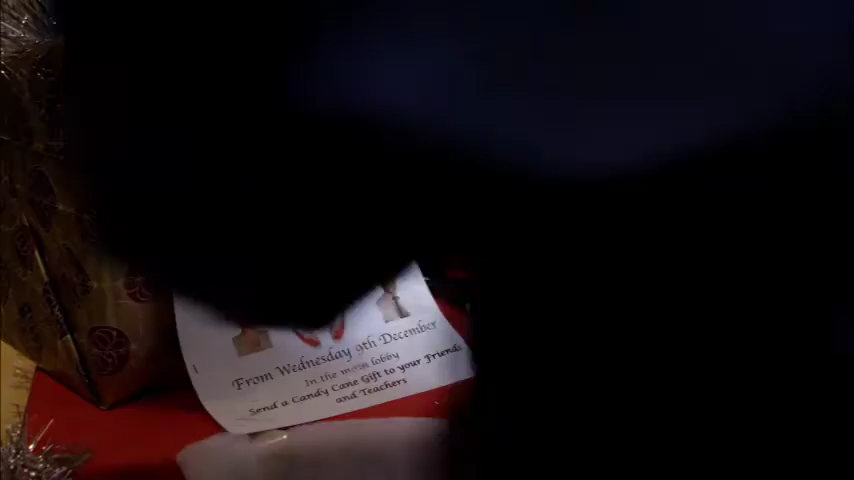 From Wednesday 9th December
In the main lobby
Send a Candy Cane Gift to your Friends
and Teachers